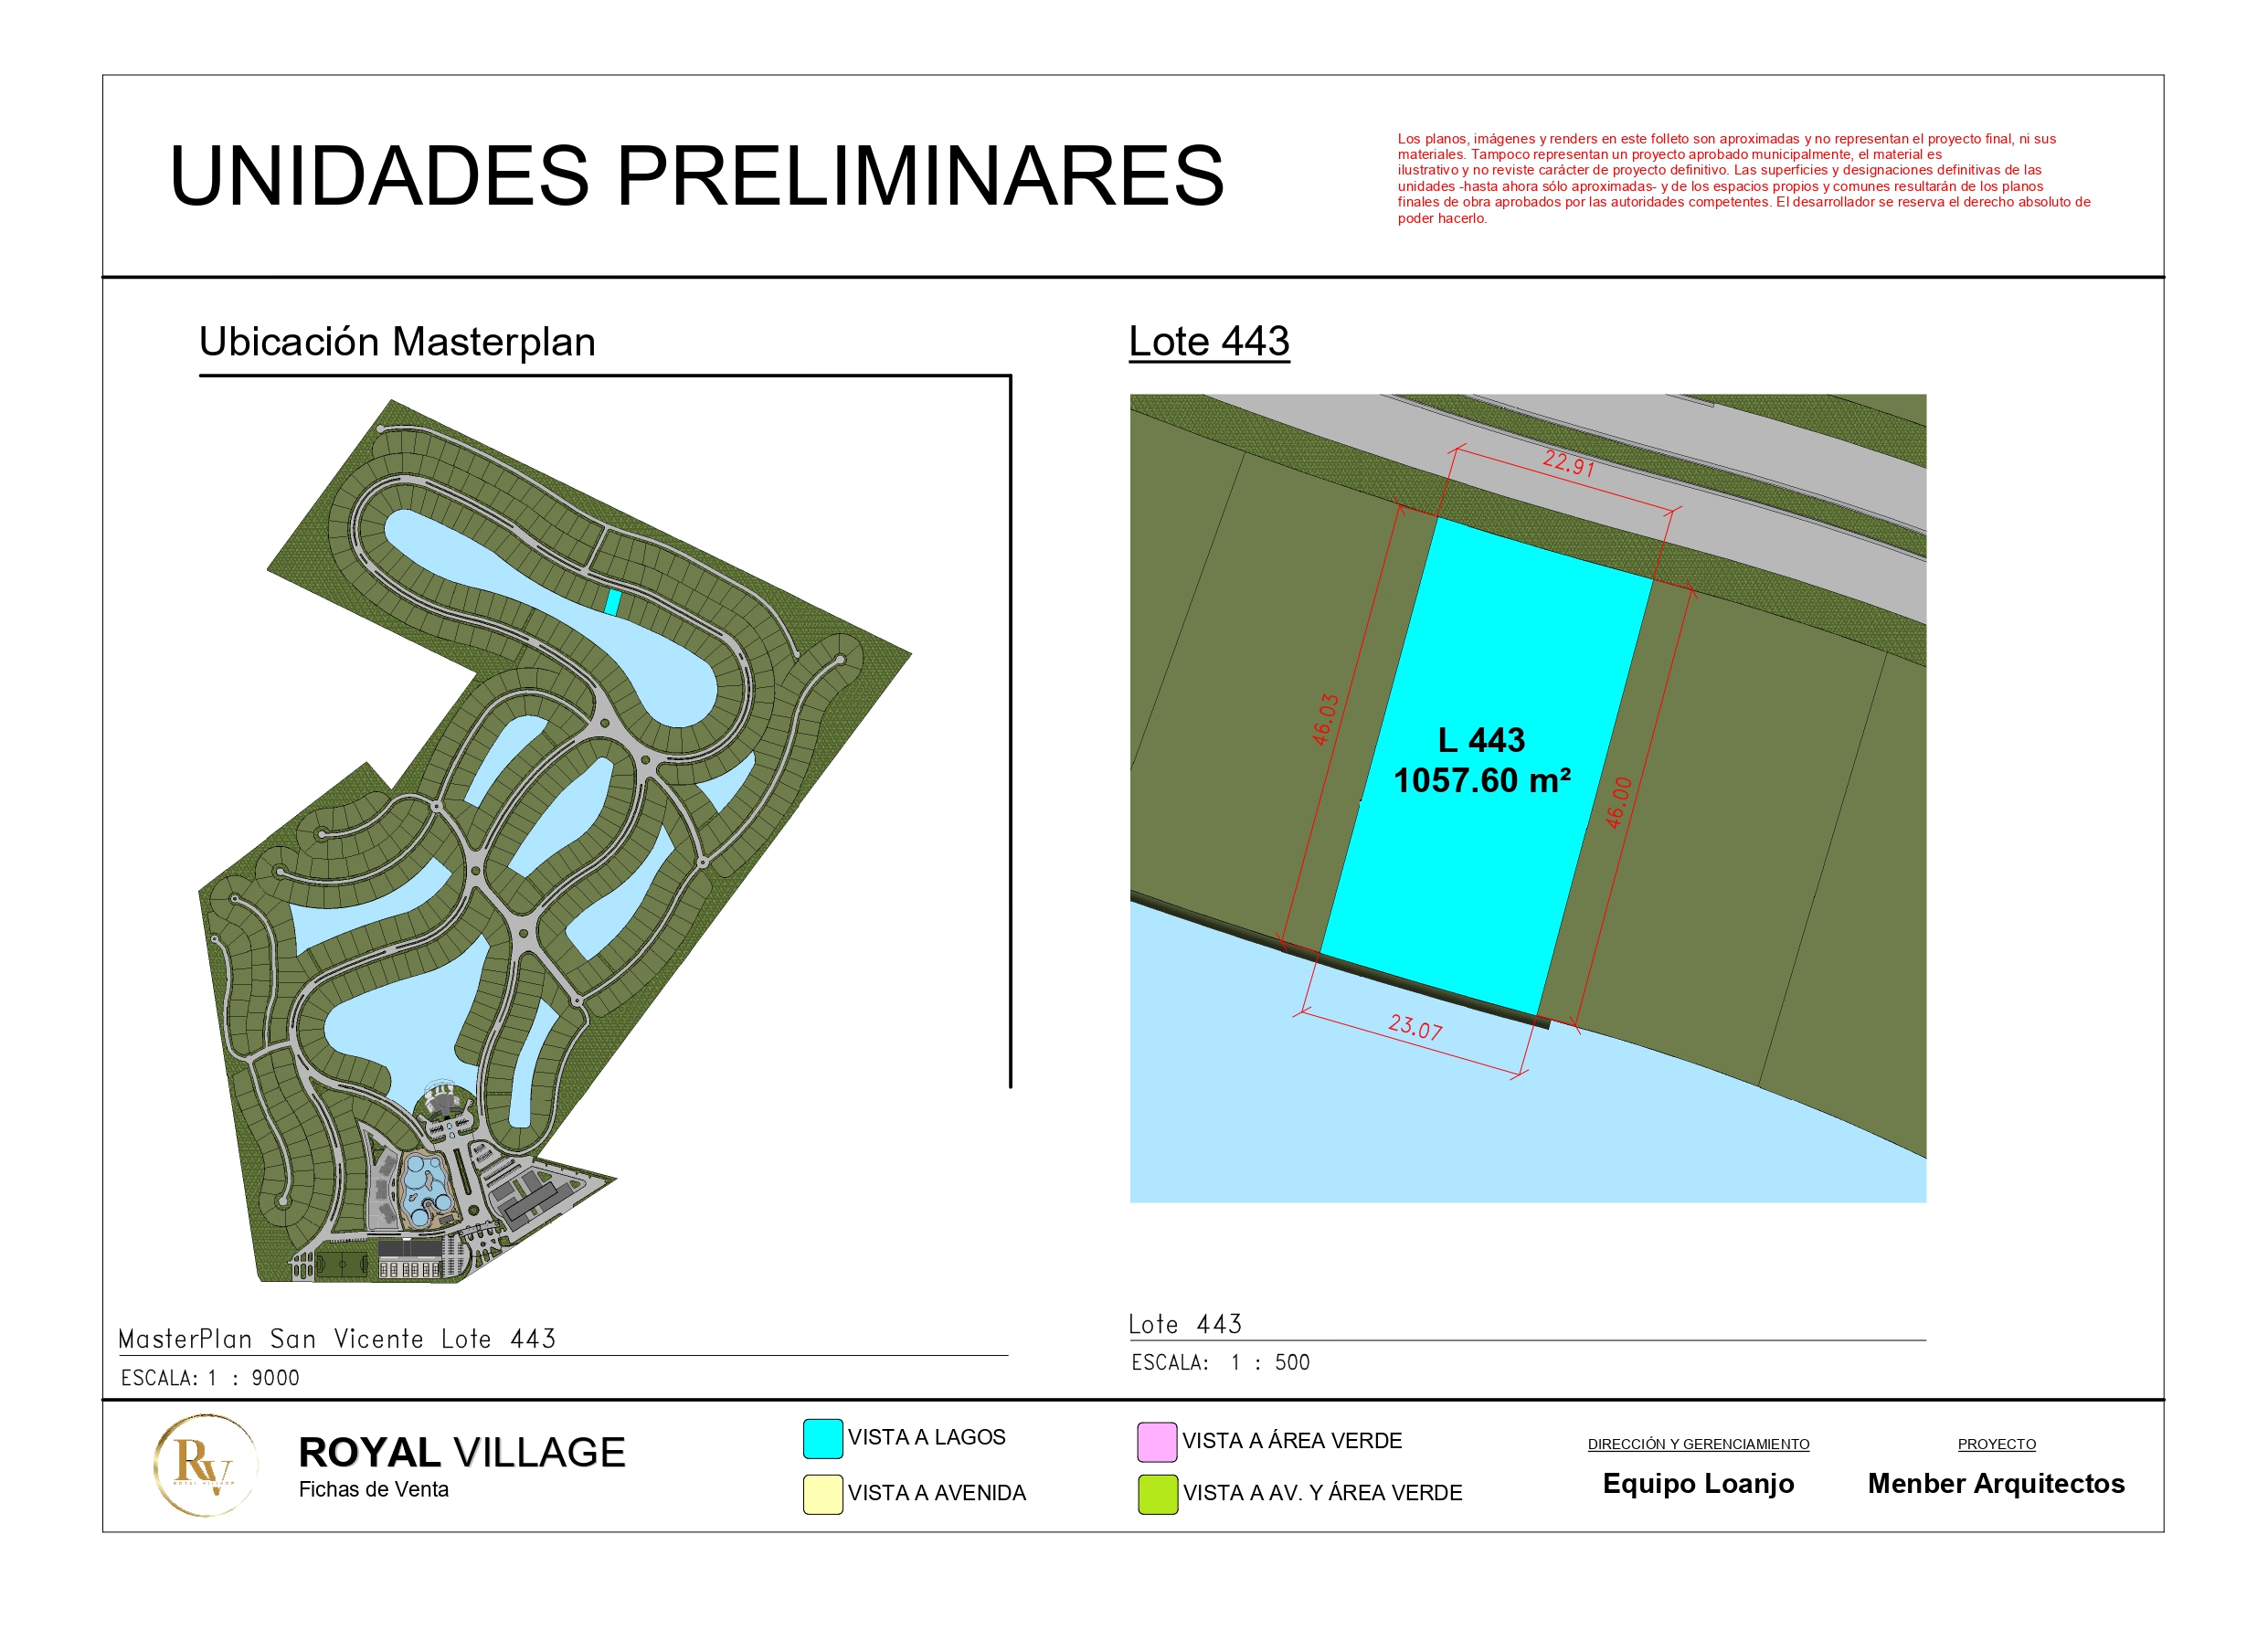 UNIDADES PRELIMINARES
Los planos, imágenes y renders en este folleto son aproximadas y no representan el proyecto final, ni sus
materiales. Tampoco representan un proyecto aprobado municipalmente, el material es
ilustrativo y no reviste carácter de proyecto definitivo. Las superficies y designaciones definitivas de las
unidades -hasta ahora sólo aproximadas- y de los espacios propios y comunes resultarán de los planos
finales de obra aprobados por las autoridades competentes. El desarrollador se reserva el derecho absoluto de
poder hacerlo.
Ubicación Masterplan
Lote 443
22.91
46.03
L 443
1057.60 m²
46.00
23.07
MasterPlan San Vicente Lote 443
ESCALA: 1 : 9000
Lote 443
ESCALA: 1 : 500
RV
ROYAL VILLAGE
ROYAL VILLAGE
Fichas de Venta
VISTA A LAGOS
VISTA A AVENIDA
VISTA A ÁREA VERDE
VISTA A AV. Y ÁREA VERDE
DIRECCIÓN Y GERENCIAMIENTO
Equipo Loanjo
PROYECTO
Menber Arquitectos